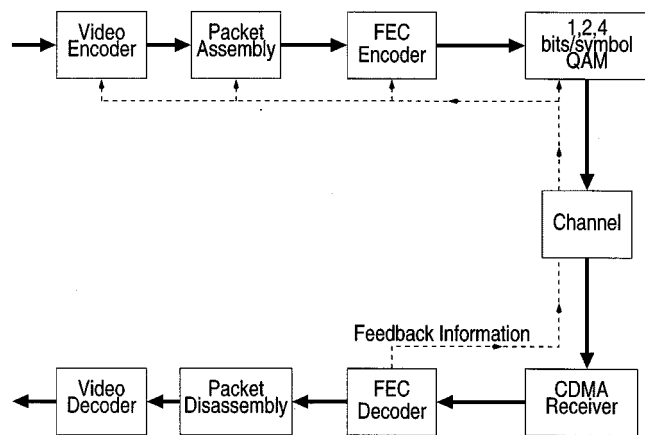 Video
Encoder
Packet
Assembly
FEC
Encoder
1,2,4
bits/symbol
QAM
Channel
Feedback Information
Video
Decoder
Packet
Disassembly
FEC
Decoder
CDMA
Receiver